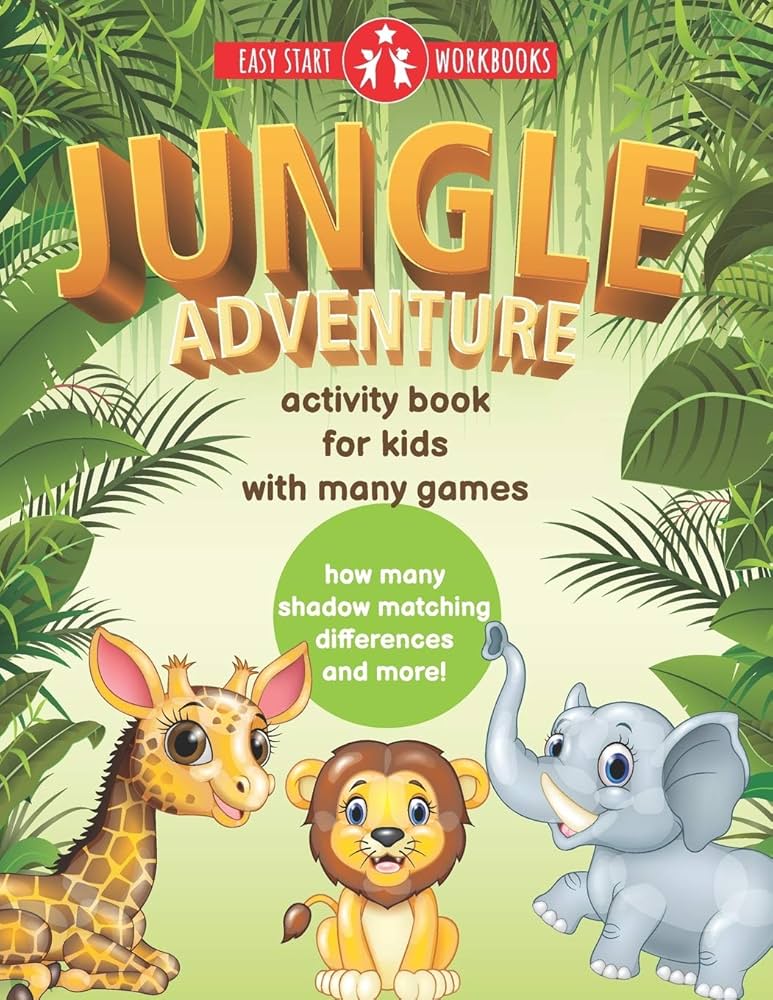 EASY START WORKBOOKS
JUNGLE
ADVENTURE
activity book
for kids
with many games
how many
shadow matching
differences
and more!